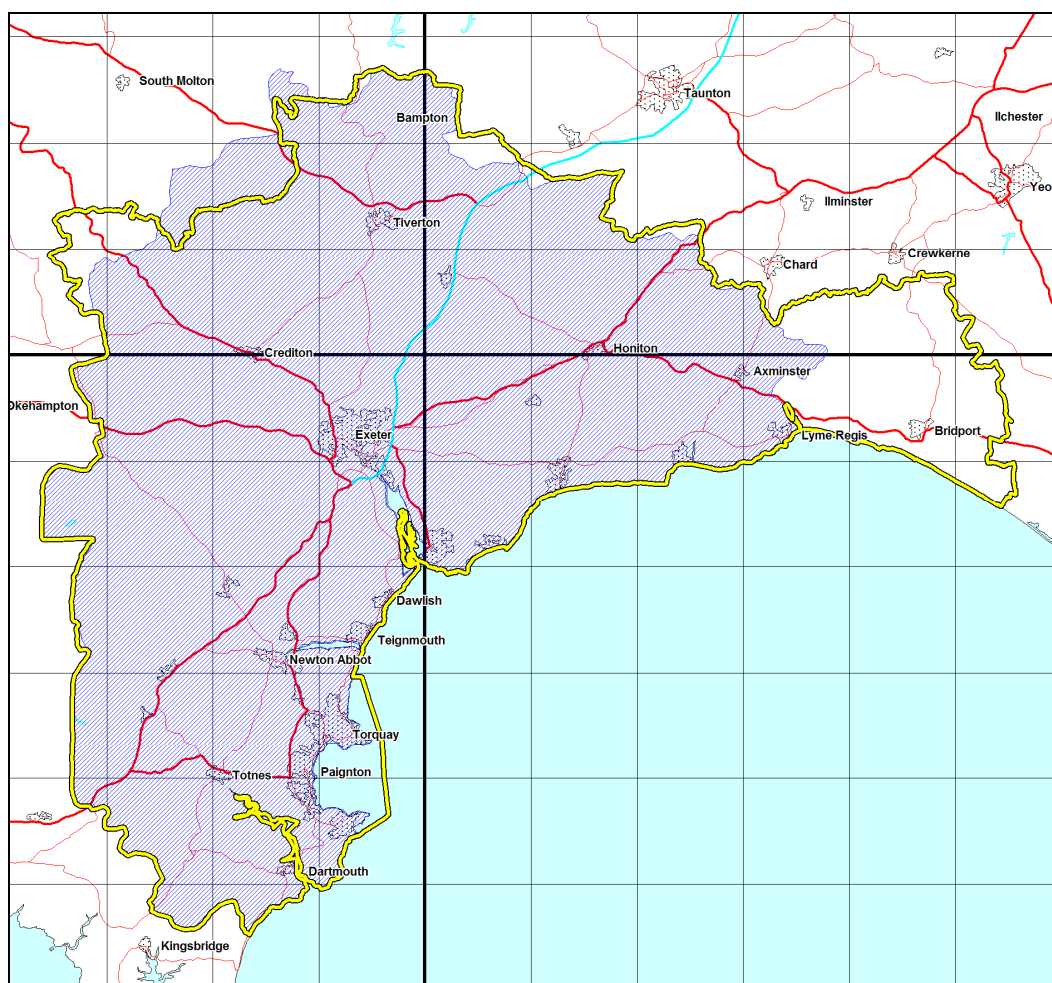 South Molton
Taunton
Bampton
Ilchester
Yeo
Ilminster
Tiverton
Crewkerne
Chard
Honiton
Crediton
Axminster
Okehampton
Bridport
Exeter
Lyme Regis
Dawlish
Teignmouth
Newton Abbot
Torquay
Paignton
Totnes
Dartmouth
Kingsbridge